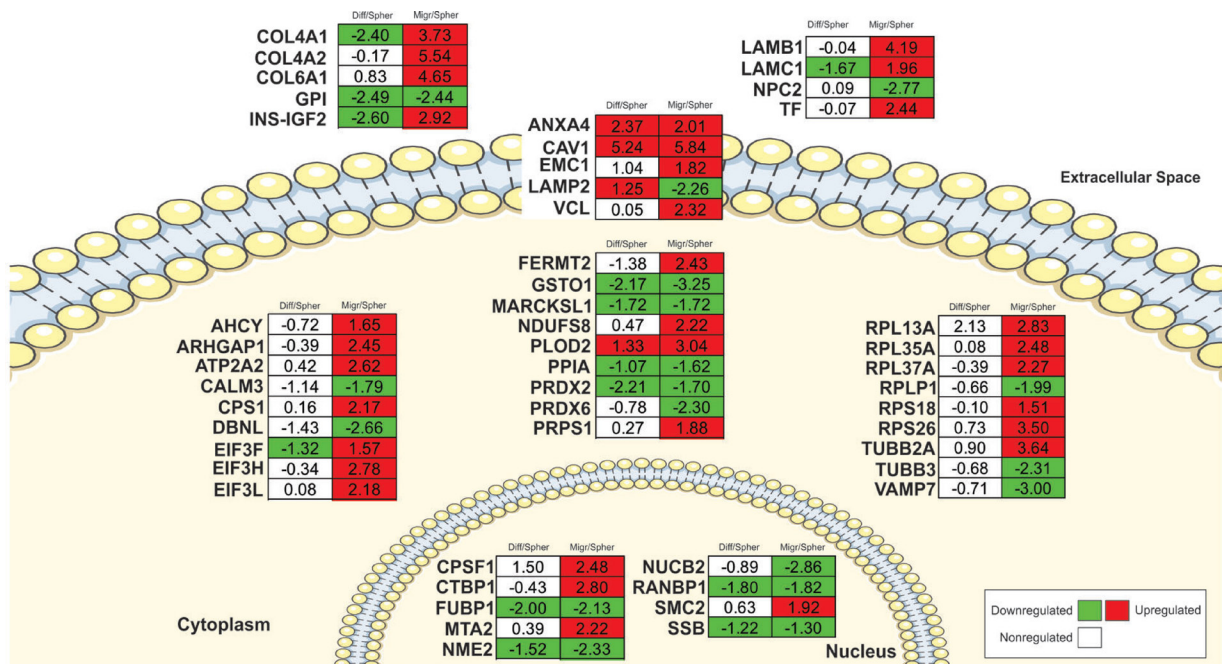 Diff/Spher Migr/Spher
COL4A1 -2.40 3.73
COL4A2 -0.17 5.54
COL6A1 0.83 4.65
GPI -2.49 -2.44
INS-IGF2 -2.60 2.92
Diff/Spher Migr/Spher
LAMB1 -0.04 4.19
LAMC1 -1.67 1.96
NPC2 0.09 -2.77
TF -0.07 2.44
Diff/Spher Migr/Spher
ANXA4 2.37 2.01
CAV1 5.24 5.84
EMC1 1.04 1.82
LAMP2 1.25 -2.26
VCL 0.05 2.32
Extracellular Space
Diff/Spher Migr/Spher
FERMT2 -1.38 2.43
GSTO1 -2.17 -3.25
MARCKSL1 -1.72 -1.72
NDUFS8 0.47 2.22
PLOD2 1.33 3.04
PPIA -1.07 -1.62
PRDX2 -2.21 -1.70
PRDX6 -0.78 -2.30
PRPS1 0.27 1.88
Diff/Spher Migr/Spher
AHCY -0.72 1.65
ARHGAP1 -0.39 2.45
ATP2A2 0.42 2.62
CALM3 -1.14 -1.79
CPS1 0.16 2.17
DBNL -1.43 -2.66
EIF3F -1.32 1.57
EIF3H -0.34 2.78
EIF3L 0.08 2.18
Diff/Spher Migr/Spher
RPL13A 2.13 2.83
RPL35A 0.08 2.48
RPL37A -0.39 2.27
RPLP1 -0.66 -1.99
RPS18 -0.10 1.51
RPS26 0.73 3.50
TUBB2A 0.90 3.64
TUBB3 -0.68 -2.31
VAMP7 -0.71 -3.00
Diff/Spher Migr/Spher
CPSF1 1.50 2.48
CTBP1 -0.43 2.80
FUBP1 -2.00 -2.13
MTA2 0.39 2.22
NME2 -1.52 -2.33
Diff/Spher Migr/Spher
NUCB2 -0.89 -2.86
RANBP1 -1.80 -1.82
SMC2 0.63 1.92
SSB -1.22 -1.30
Cytoplasm
Nucleus
Downregulated Upregulated
Nonregulated